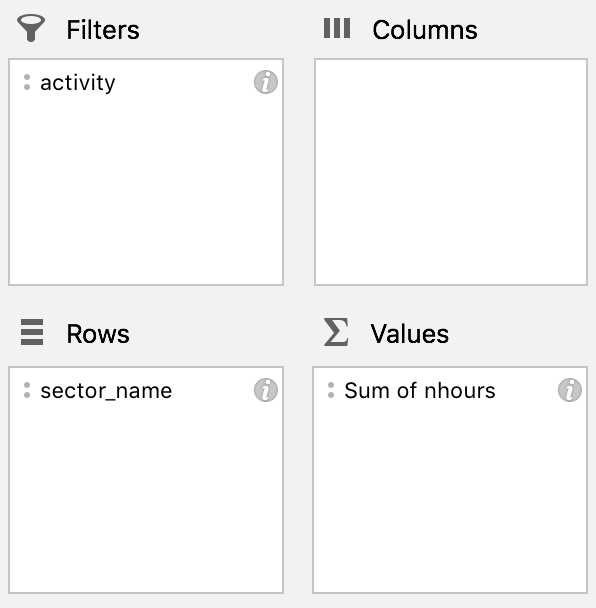 Filters
activity
Columns
Rows
sector_name
Values
Sum of nhours